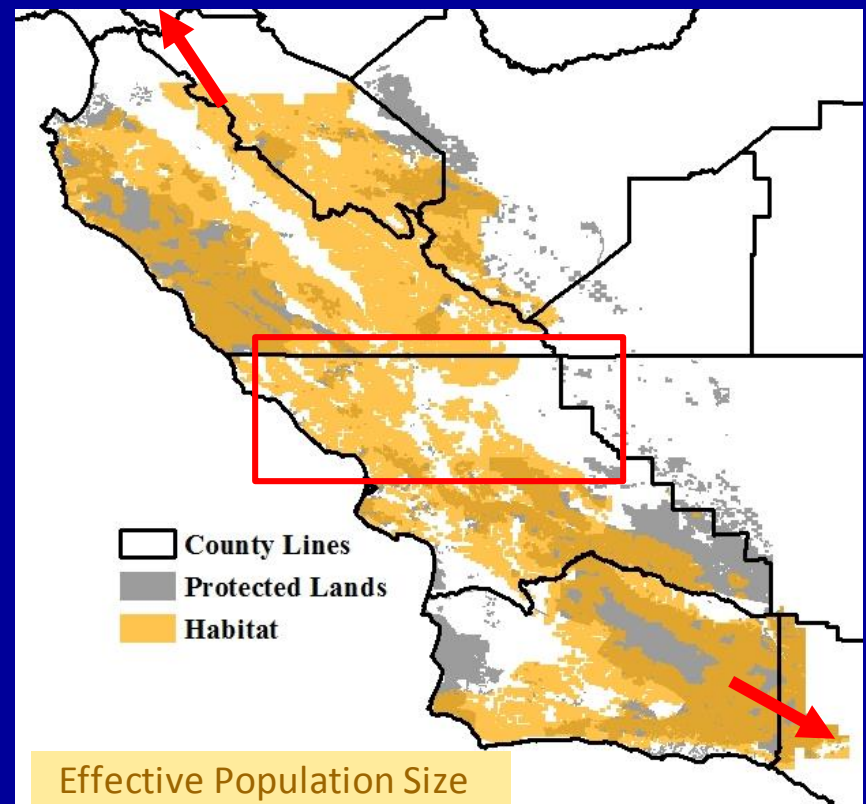 County Lines
Protected Lands
Habitat
Effective Population Size